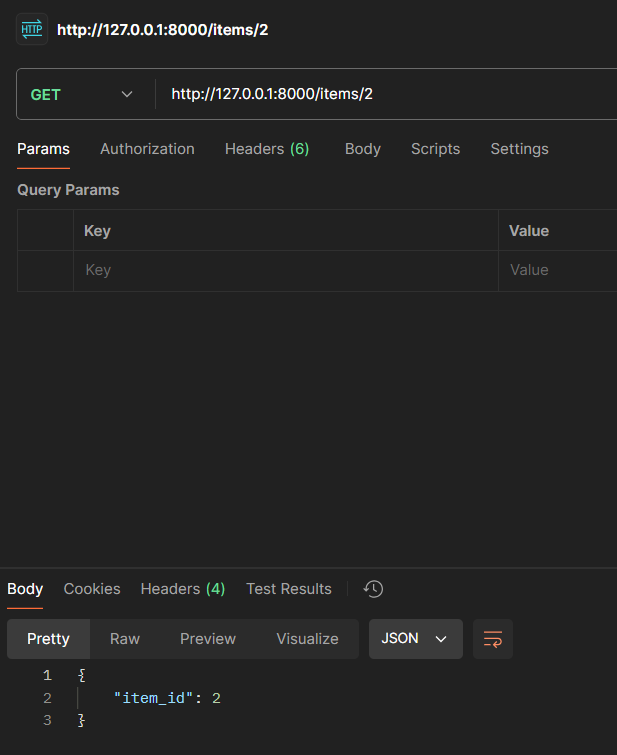 HTTP http://127.0.0.1:8000/items/2
GET http://127.0.0.1:8000/items/2
Params Authorization Headers (6) Body Scripts Settings
Query Params
Key Value
Key Value
Body Cookies Headers (4) Test Results
Pretty Raw Preview Visualize JSON
1 {
2 "item_id": 2
3 }